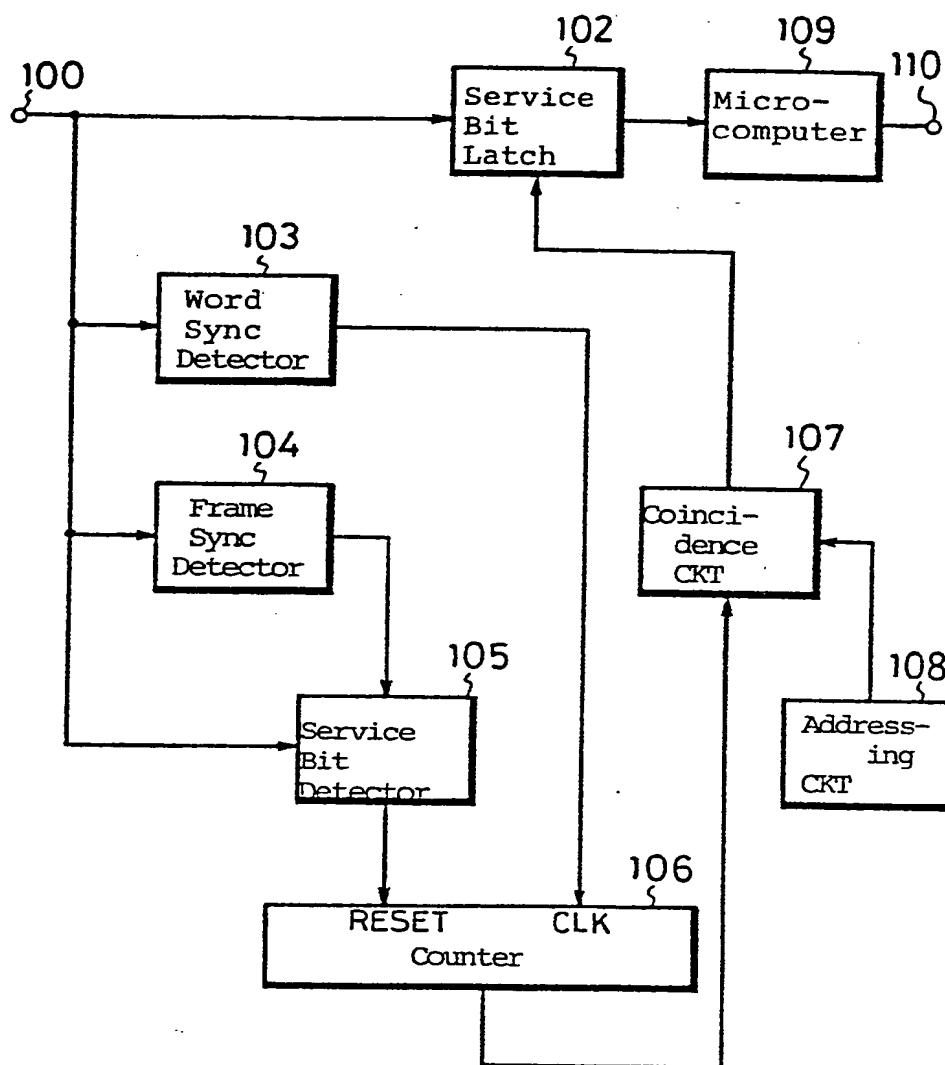 100
102
Service
Bit
Latch
109
Micro-
computer
110
103
Word
Sync
Detector
104
Frame
Sync
Detector
107
Coinci-
dence
CKT
105
Service
Bit
Detector
108
Address-
ing
CKT
106
RESET CLK
Counter